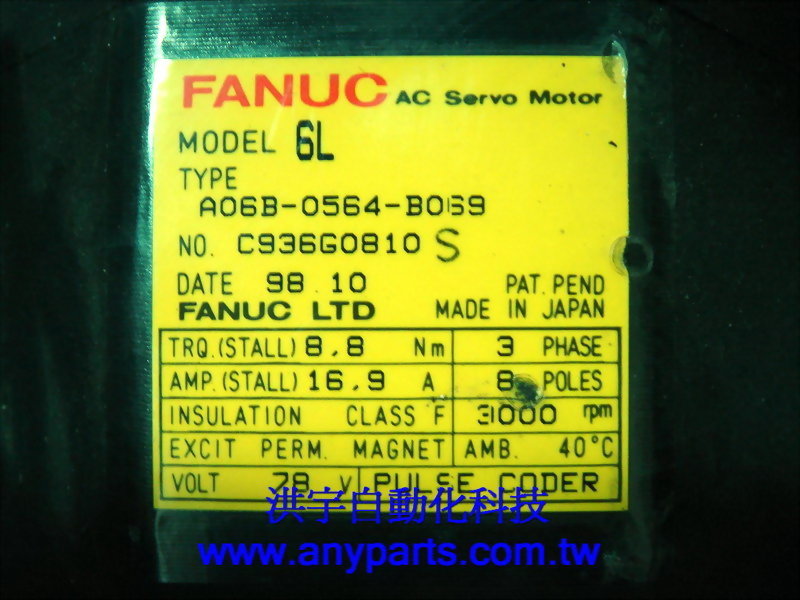 FANUC AC Servo Motor
MODEL 6L
TYPE
A06B-0564-B069
NO. C936G0810 S
DATE 98.10 PAT. PEND
FANUC LTD MADE IN JAPAN
TRQ.(STALL) 8,8 Nm 3 PHASE
AMP.(STALL) 16,9 A 8 POLES
INSULATION CLASS F 3000 rpm
EXCIT PERM. MAGNET AMB. 40°C
VOLT 78 V PULSE CODER
洪宇自動化科技
www.anyparts.com.tw